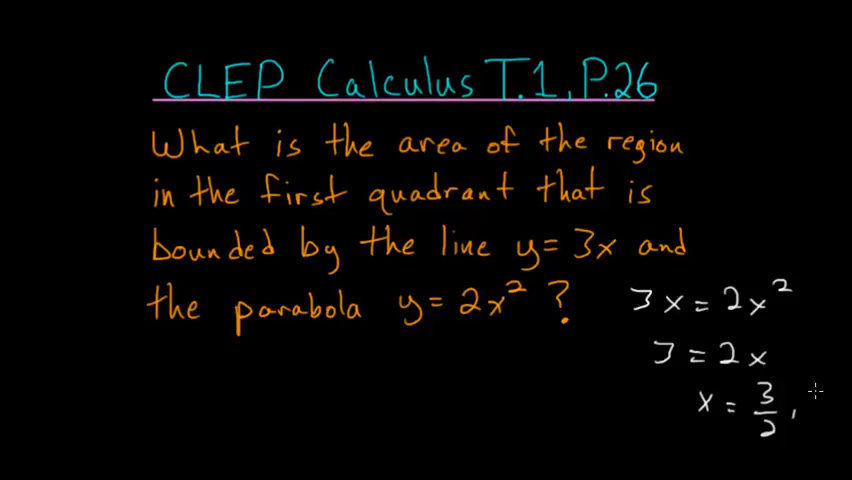 CLEP Calculus T.1, P.26
What is the area of the region
in the first quadrant that is
bounded by the line y = 3x and
the parabola y = 2x² ?
3x = 2x²
3 = 2x
x = 3/2 ,